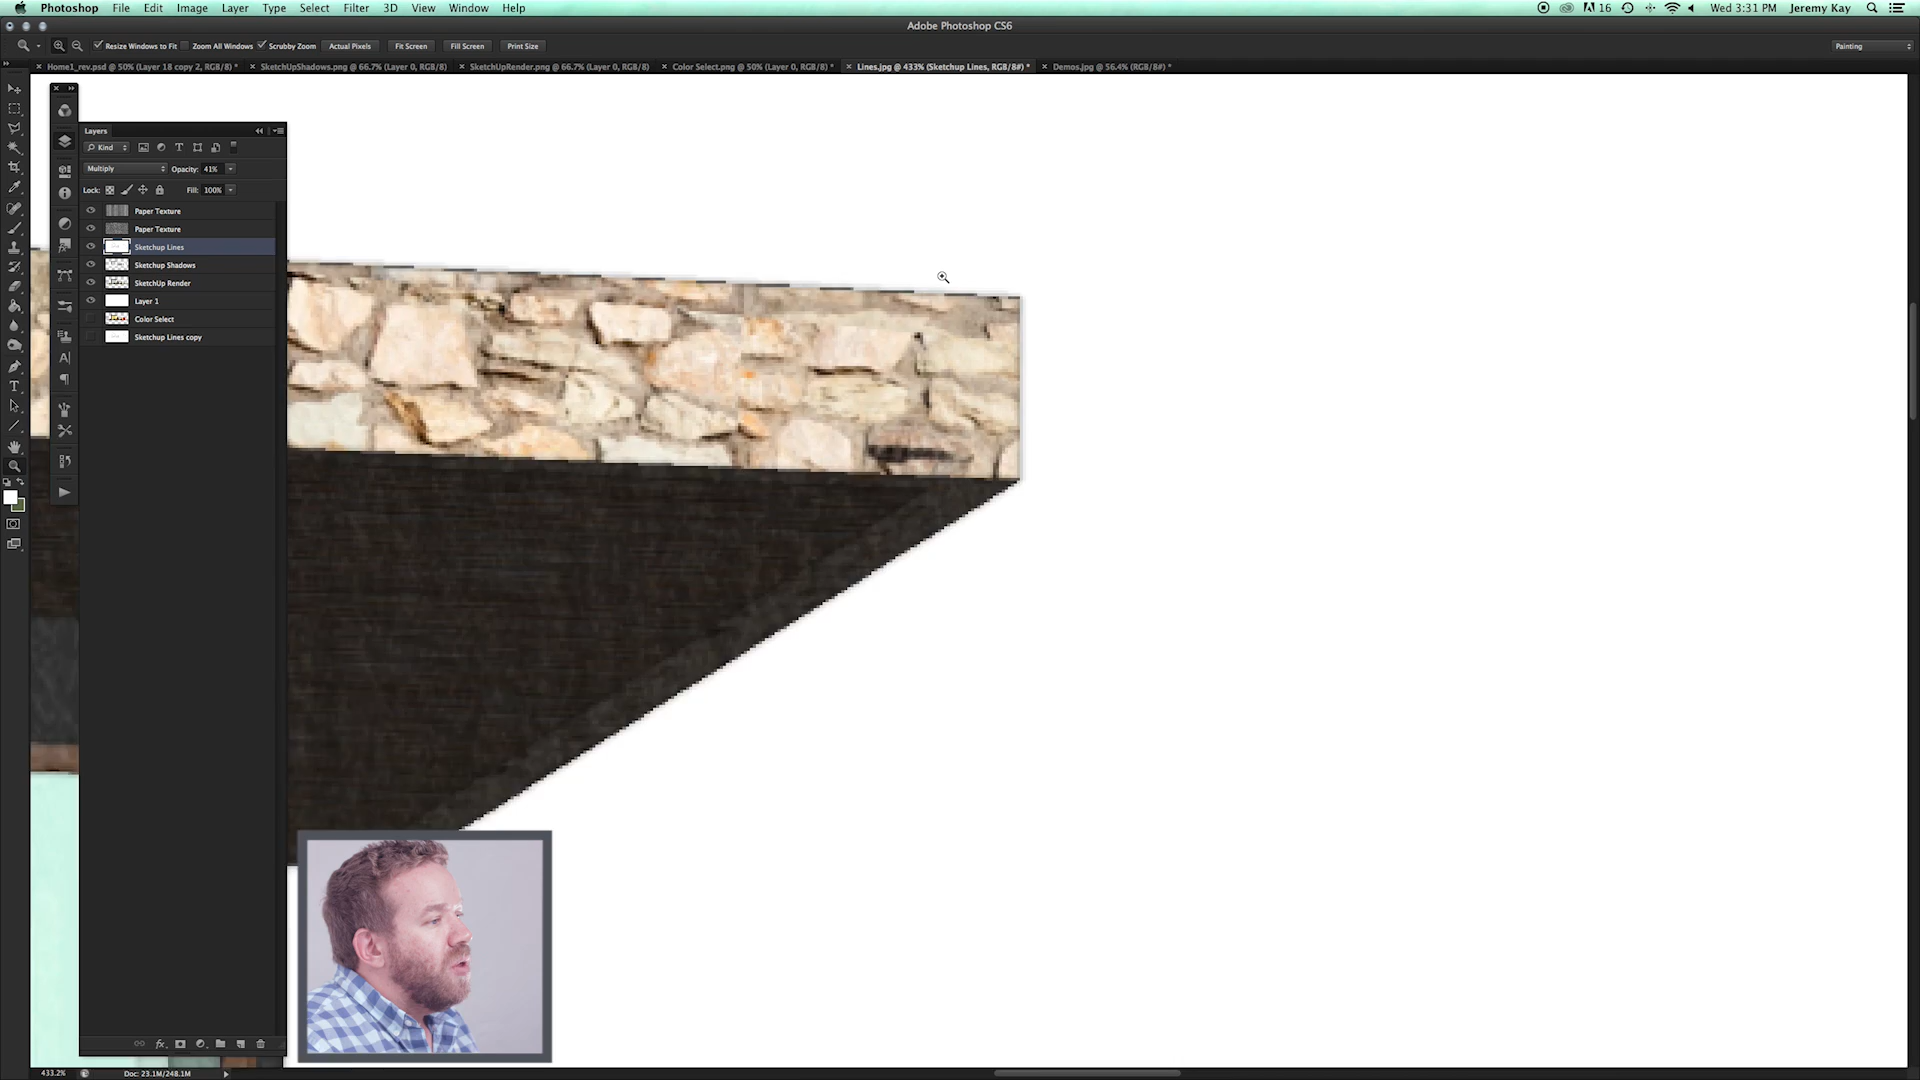 Photoshop File Edit Image Layer Type Select Filter 3D View Window Help 16 Wed 3:31 PM Jeremy Kay
Adobe Photoshop CS6
Resize Windows to Fit Zoom All Windows Scrubby Zoom Actual Pixels Fit Screen Fill Screen Print Size Painting
Home1_rev.psd @ 50% (Layer 18 copy 2, RGB/8) * SketchUpShadows.png @ 66.7% (Layer 0, RGB/8) SketchUpRender.png @ 66.7% (Layer 0, RGB/8) Color Select.png @ 50% (Layer 0, RGB/8) * Lines.jpg @ 433% (Sketchup Lines, RGB/8#) * Demos.jpg @ 56.4% (RGB/8#) *
Layers
Kind
Multiply Opacity: 41%
Lock: Fill: 100%
Paper Texture
Paper Texture
Sketchup Lines
Sketchup Shadows
SketchUp Render
Layer 1
Color Select
Sketchup Lines copy
433.2% Doc: 23.1M/248.1M